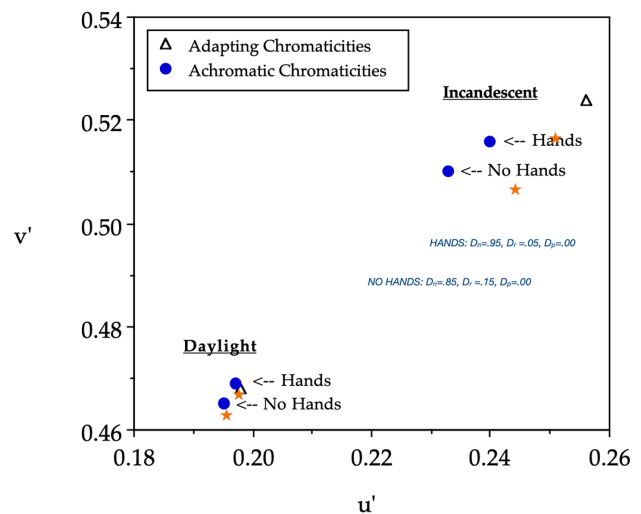 0.54
Adapting Chromaticities
Achromatic Chromaticities
Incandescent
0.52
<-- Hands
<-- No Hands
v'
0.50
HANDS: Dn=.95, Dr =.05, Dp=.00
NO HANDS: Dn=.85, Dr =.15, Dp=.00
0.48
Daylight
<-- Hands
<-- No Hands
0.46
0.18
0.20
0.22
0.24
0.26
u'